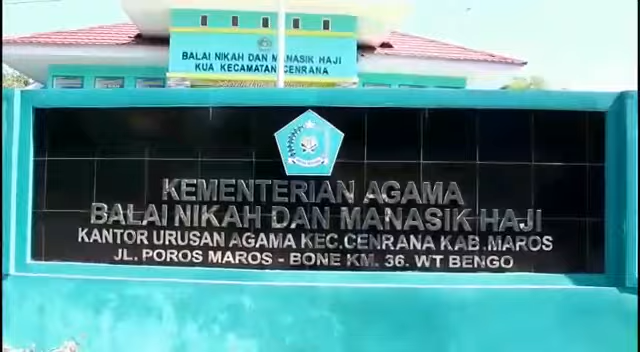 BALAI NIKAH DAN MANASIK HAJI
KUA KECAMATAN CENRANA
KEMENTERIAN AGAMA
BALAI NIKAH DAN MANASIK HAJI
KANTOR URUSAN AGAMA KEC.CENRANA KAB.MAROS
JL.POROS MAROS - BONE KM. 36. WT BENGO